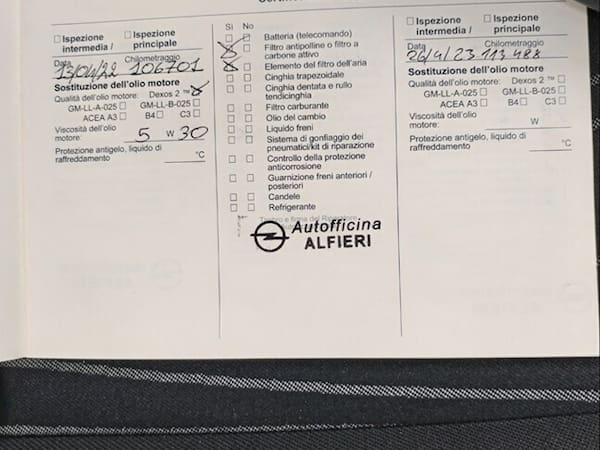 ☐ Ispezione intermedia / ☐ Ispezione principale
Data Chilometraggio
13/04/22 106701
Sostituzione dell'olio motore
Qualità dell'olio motore: Dexos 2 ™ ☒
GM-LL-A-025 ☐ GM-LL-B-025 ☐
ACEA A3 ☐ B4 ☐ C3 ☐
Viscosità dell'olio
motore: 5 W 30
Protezione antigelo, liquido di
raffreddamento °C
Sì No
☐ ☐ Batteria (telecomando)
☒ ☐ Filtro antipolline o filtro a
carbone attivo
☒ ☐ Elemento del filtro dell'aria
☐ ☐ Cinghia trapezoidale
☐ ☐ Cinghia dentata e rullo
tendicinghia
☐ ☐ Filtro carburante
☐ ☐ Olio del cambio
☐ ☐ Liquido freni
☐ ☐ Sistema di gonfiaggio dei
pneumatici/kit di riparazione
☐ ☐ Controllo della protezione
anticorrosione
☐ ☐ Guarnizione freni anteriori /
posteriori
☐ ☐ Candele
☐ ☐ Refrigerante
Timbro e firma del Riparatore
Autofficina
ALFIERI
☐ Ispezione intermedia / ☐ Ispezione principale
Data Chilometraggio
26/4/23 113488
Sostituzione dell'olio motore
Qualità dell'olio motore: Dexos 2 ™ ☐
GM-LL-A-025 ☐ GM-LL-B-025 ☐
ACEA A3 ☐ B4 ☐ C3 ☐
Viscosità dell'olio
motore: W
Protezione antigelo, liquido di
raffreddamento °C